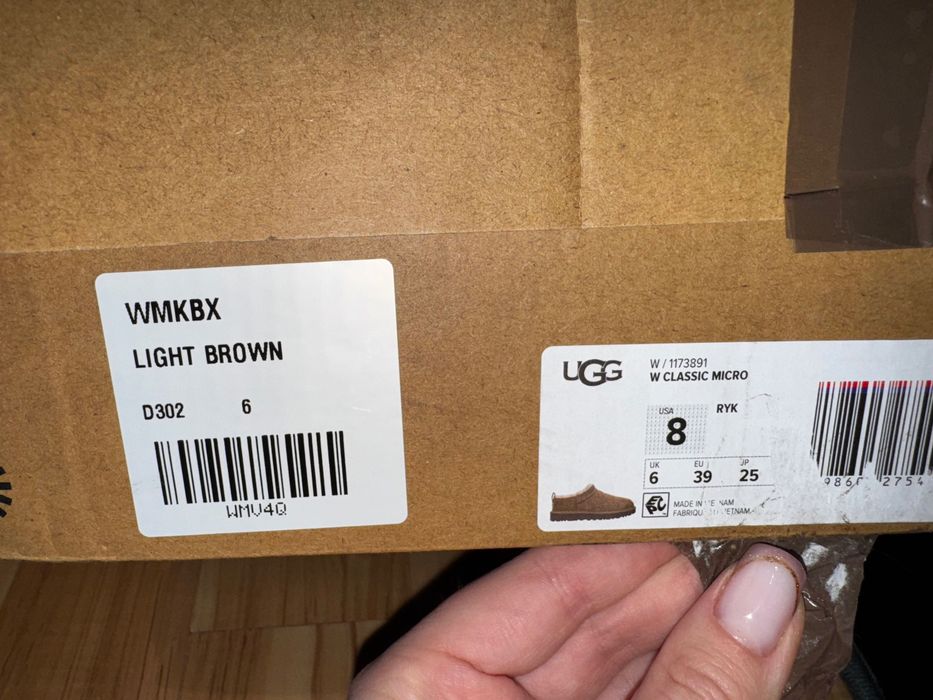 WMKBX
LIGHT BROWN
D302 6
WMV4Q
UGG
W / 1173891
W CLASSIC MICRO
USA
8
RYK
UK EU JP
6 39 25
MADE IN